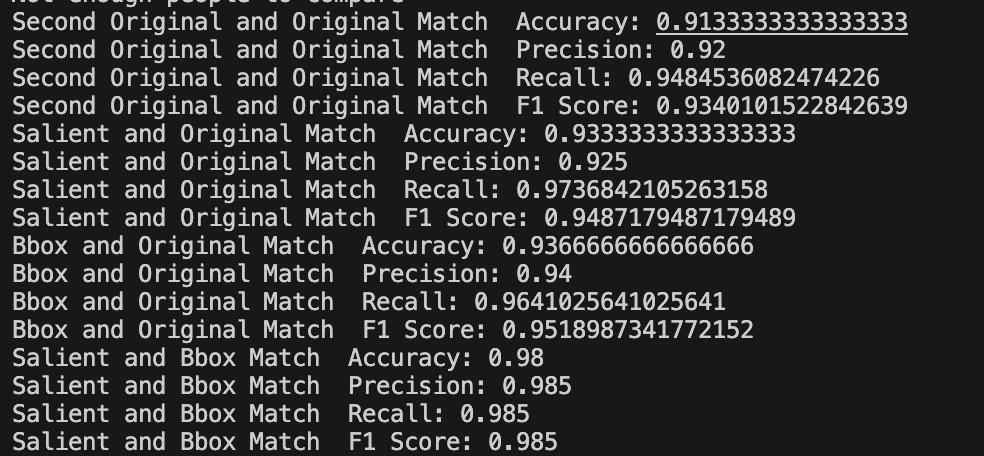 Not enough people to compare
Second Original and Original Match  Accuracy: 0.9133333333333333
Second Original and Original Match  Precision: 0.92
Second Original and Original Match  Recall: 0.9484536082474226
Second Original and Original Match  F1 Score: 0.9340101522842639
Salient and Original Match  Accuracy: 0.9333333333333333
Salient and Original Match  Precision: 0.925
Salient and Original Match  Recall: 0.9736842105263158
Salient and Original Match  F1 Score: 0.9487179487179489
Bbox and Original Match  Accuracy: 0.9366666666666666
Bbox and Original Match  Precision: 0.94
Bbox and Original Match  Recall: 0.9641025641025641
Bbox and Original Match  F1 Score: 0.9518987341772152
Salient and Bbox Match  Accuracy: 0.98
Salient and Bbox Match  Precision: 0.985
Salient and Bbox Match  Recall: 0.985
Salient and Bbox Match  F1 Score: 0.985